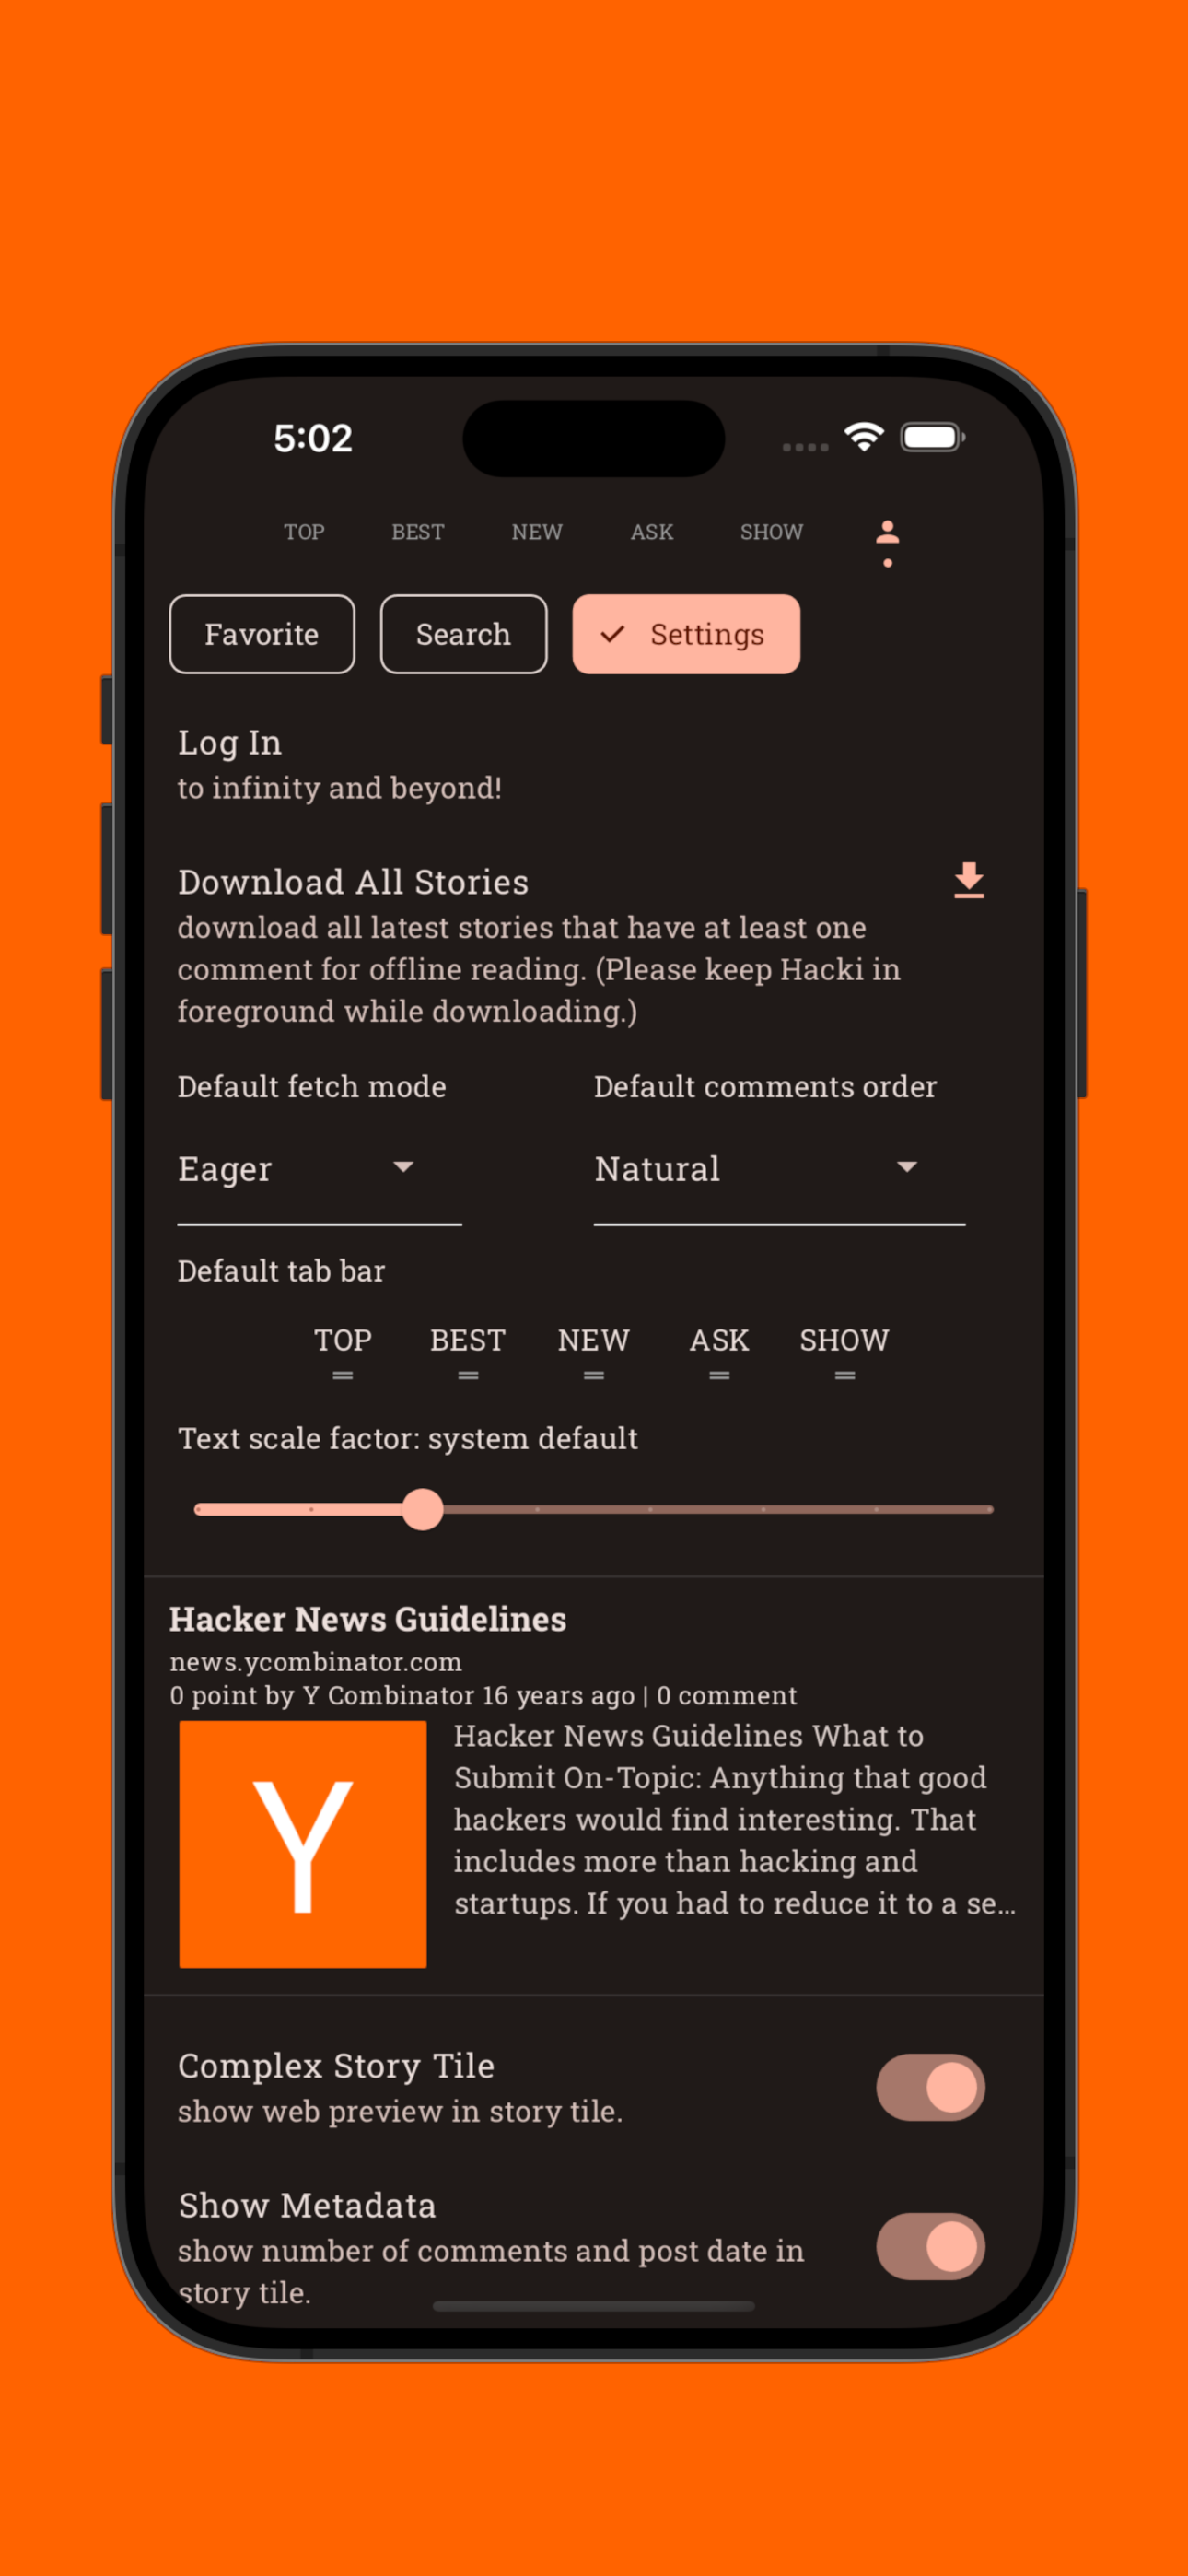 5:02
TOP BEST NEW ASK SHOW
Favorite Search Settings
Log In
to infinity and beyond!
Download All Stories
download all latest stories that have at least one
comment for offline reading. (Please keep Hacki in
foreground while downloading.)
Default fetch mode Default comments order
Eager Natural
Default tab bar
TOP BEST NEW ASK SHOW
Text scale factor: system default
Hacker News Guidelines
news.ycombinator.com
0 point by Y Combinator 16 years ago | 0 comment
Y
Hacker News Guidelines What to
Submit On-Topic: Anything that good
hackers would find interesting. That
includes more than hacking and
startups. If you had to reduce it to a se…
Complex Story Tile
show web preview in story tile.
Show Metadata
show number of comments and post date in
story tile.